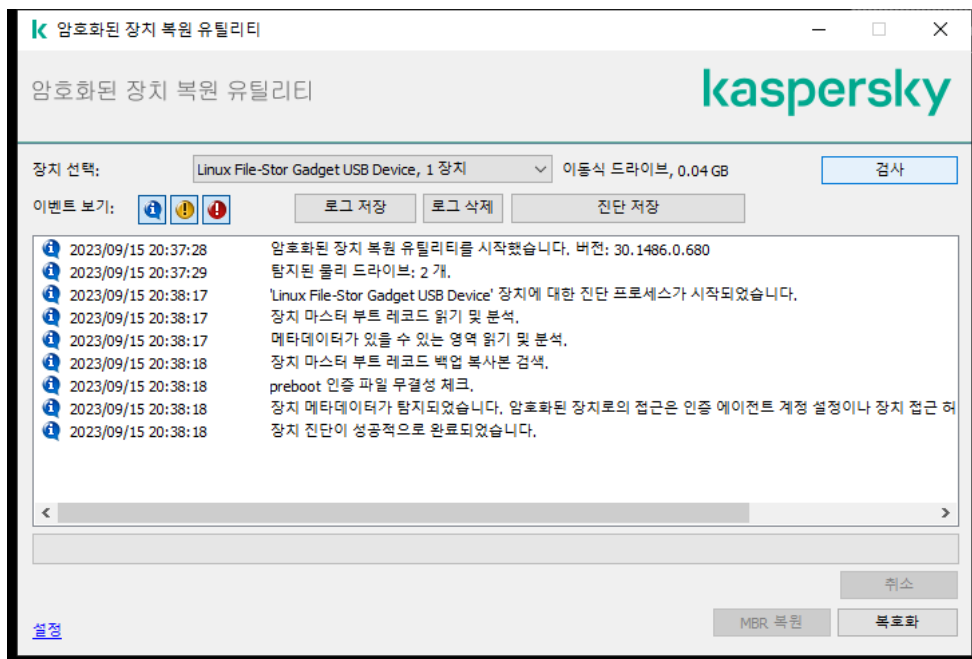 암호화된 장치 복원 유틸리티
암호화된 장치 복원 유틸리티
kaspersky
장치 선택:
Linux File-Stor Gadget USB Device, 1 장치
이동식 드라이브, 0.04 GB
검사
이벤트 보기:
로그 저장
로그 삭제
진단 저장
2023/09/15 20:37:28 암호화된 장치 복원 유틸리티를 시작했습니다. 버전: 30.1486.0.680
2023/09/15 20:37:29 탐지된 물리 드라이브: 2 개.
2023/09/15 20:38:17 'Linux File-Stor Gadget USB Device' 장치에 대한 진단 프로세스가 시작되었습니다.
2023/09/15 20:38:17 장치 마스터 부트 레코드 읽기 및 분석.
2023/09/15 20:38:17 메타데이터가 있을 수 있는 영역 읽기 및 분석.
2023/09/15 20:38:18 장치 마스터 부트 레코드 백업 복사본 검색.
2023/09/15 20:38:18 preboot 인증 파일 무결성 체크.
2023/09/15 20:38:18 장치 메타데이터가 탐지되었습니다. 암호화된 장치로의 접근은 인증 에이전트 계정 설정이나 장치 접근 허
2023/09/15 20:38:18 장치 진단이 성공적으로 완료되었습니다.
취소
설정
MBR 복원
복호화